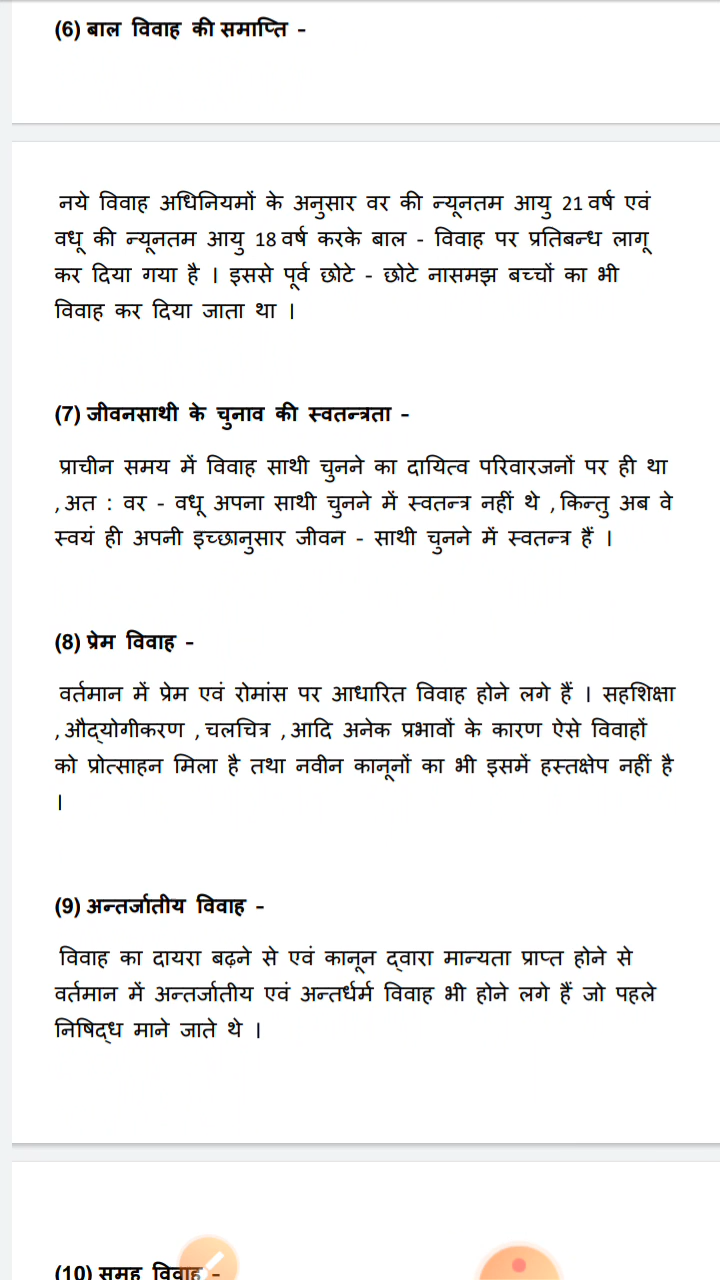 (6) बाल विवाह की समाप्ति -
नये विवाह अधिनियमों के अनुसार वर की न्यूनतम आयु 21 वर्ष एवं
वधू की न्यूनतम आयु 18 वर्ष करके बाल - विवाह पर प्रतिबन्ध लागू
कर दिया गया है । इससे पूर्व छोटे - छोटे नासमझ बच्चों का भी
विवाह कर दिया जाता था ।
(7) जीवनसाथी के चुनाव की स्वतन्त्रता -
प्राचीन समय में विवाह साथी चुनने का दायित्व परिवारजनों पर ही था
,अत : वर - वधू अपना साथी चुनने में स्वतन्त्र नहीं थे ,किन्तु अब वे
स्वयं ही अपनी इच्छानुसार जीवन - साथी चुनने में स्वतन्त्र हैं ।
(8) प्रेम विवाह -
वर्तमान में प्रेम एवं रोमांस पर आधारित विवाह होने लगे हैं । सहशिक्षा
,औद्योगीकरण ,चलचित्र ,आदि अनेक प्रभावों के कारण ऐसे विवाहों
को प्रोत्साहन मिला है तथा नवीन कानूनों का भी इसमें हस्तक्षेप नहीं है
।
(9) अन्तर्जातीय विवाह -
विवाह का दायरा बढ़ने से एवं कानून द्वारा मान्यता प्राप्त होने से
वर्तमान में अन्तर्जातीय एवं अन्तर्धर्म विवाह भी होने लगे हैं जो पहले
निषिद्ध माने जाते थे ।
(10) समूह विवाह -